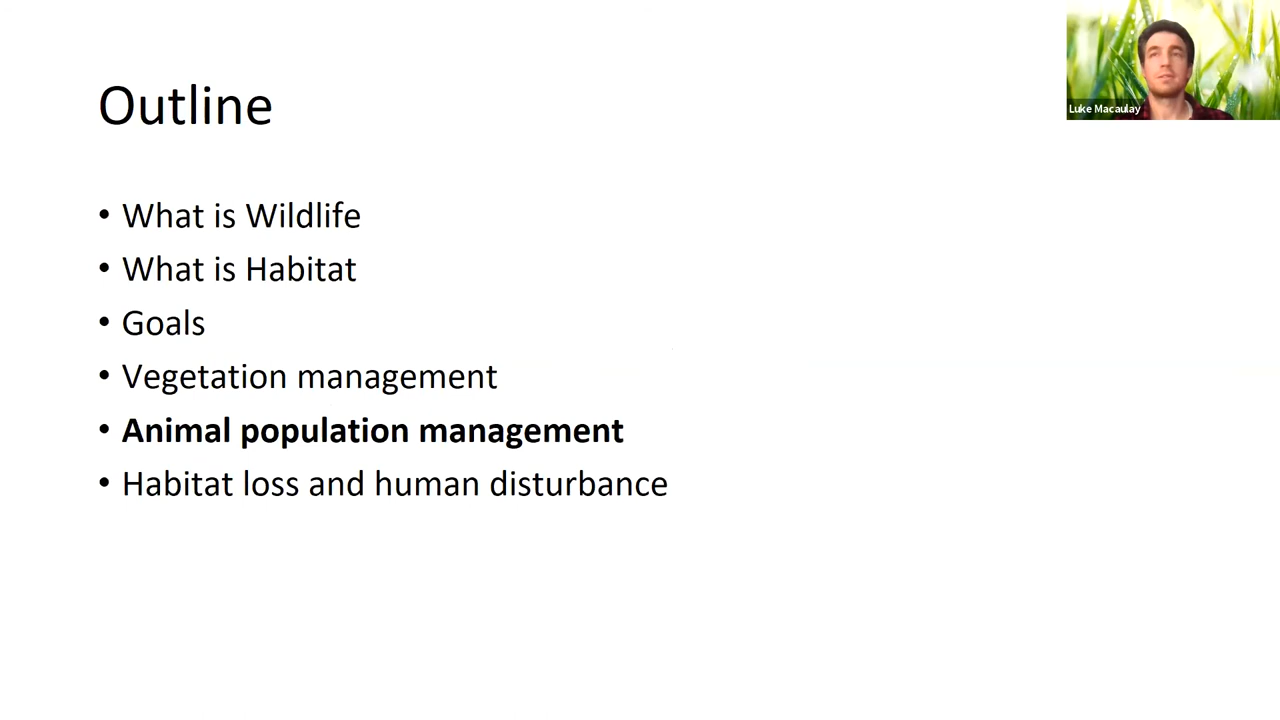 Outline
Luke Macaulay
• What is Wildlife
• What is Habitat
• Goals
• Vegetation management
• Animal population management
• Habitat loss and human disturbance